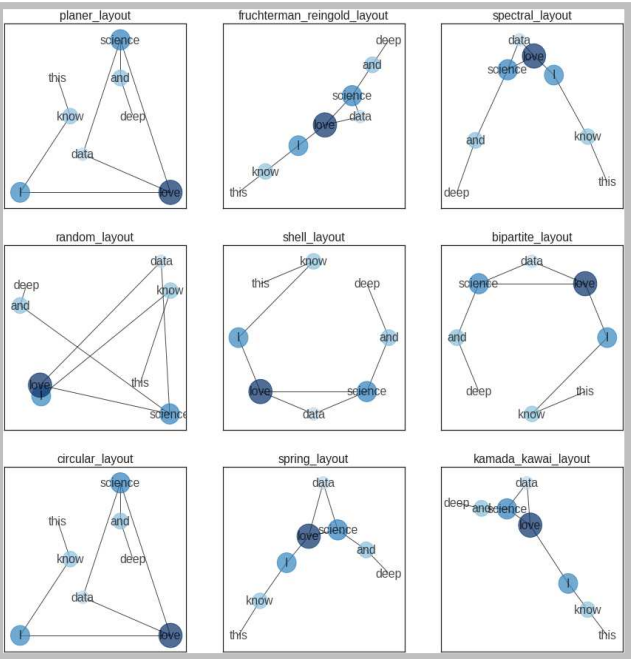 planer_layout
science
this
and
know
deep
data
I
love
fruchterman_reingold_layout
deep
and
science
data
love
I
know
this
spectral_layout
data
love
science
I
and
know
deep
this
random_layout
data
deep
know
and
love
this
I
science
shell_layout
know
this
deep
I
and
love
science
data
bipartite_layout
data
science
love
and
I
deep
this
know
circular_layout
science
this
and
know
deep
data
I
love
spring_layout
data
science
love
and
I
deep
know
this
kamada_kawai_layout
data
deep
and
science
love
I
know
this